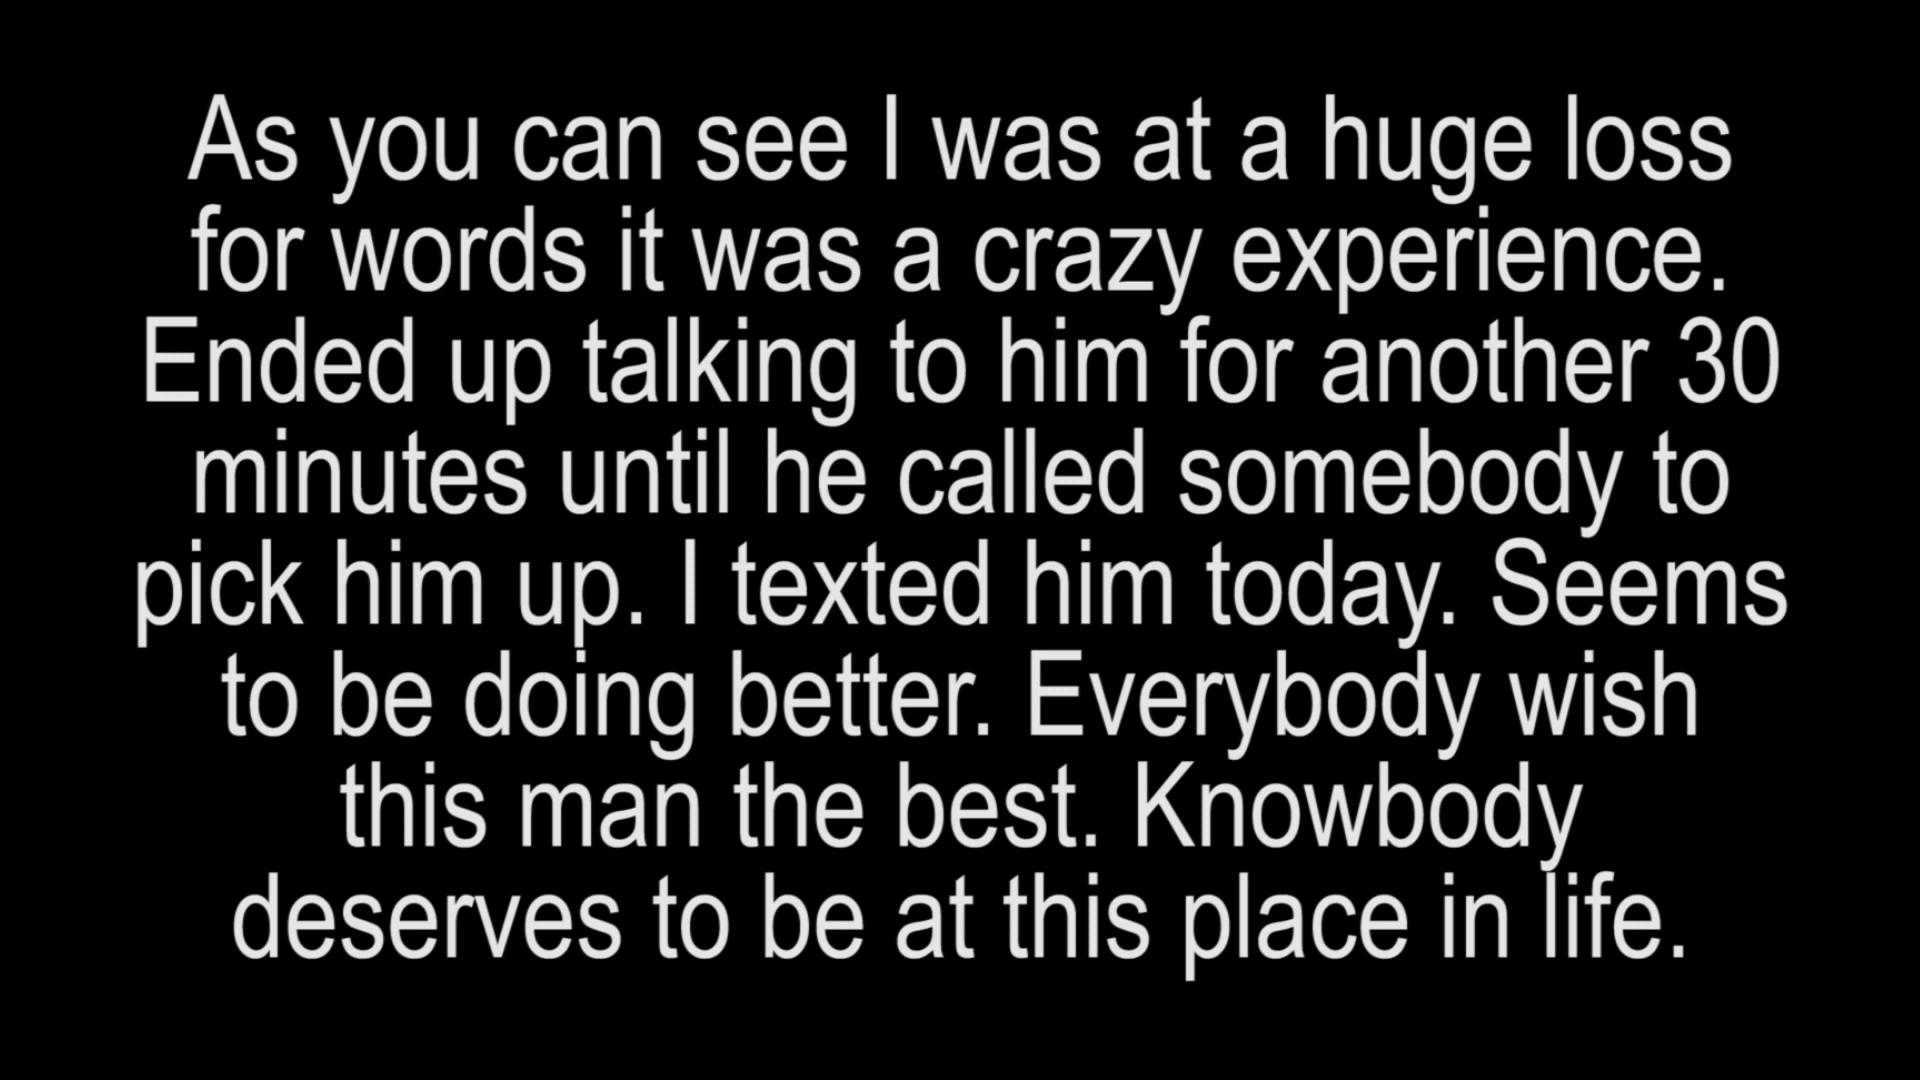 As you can see I was at a huge loss
for words it was a crazy experience.
Ended up talking to him for another 30
minutes until he called somebody to
pick him up. I texted him today. Seems
to be doing better. Everybody wish
this man the best. Knowbody
deserves to be at this place in life.